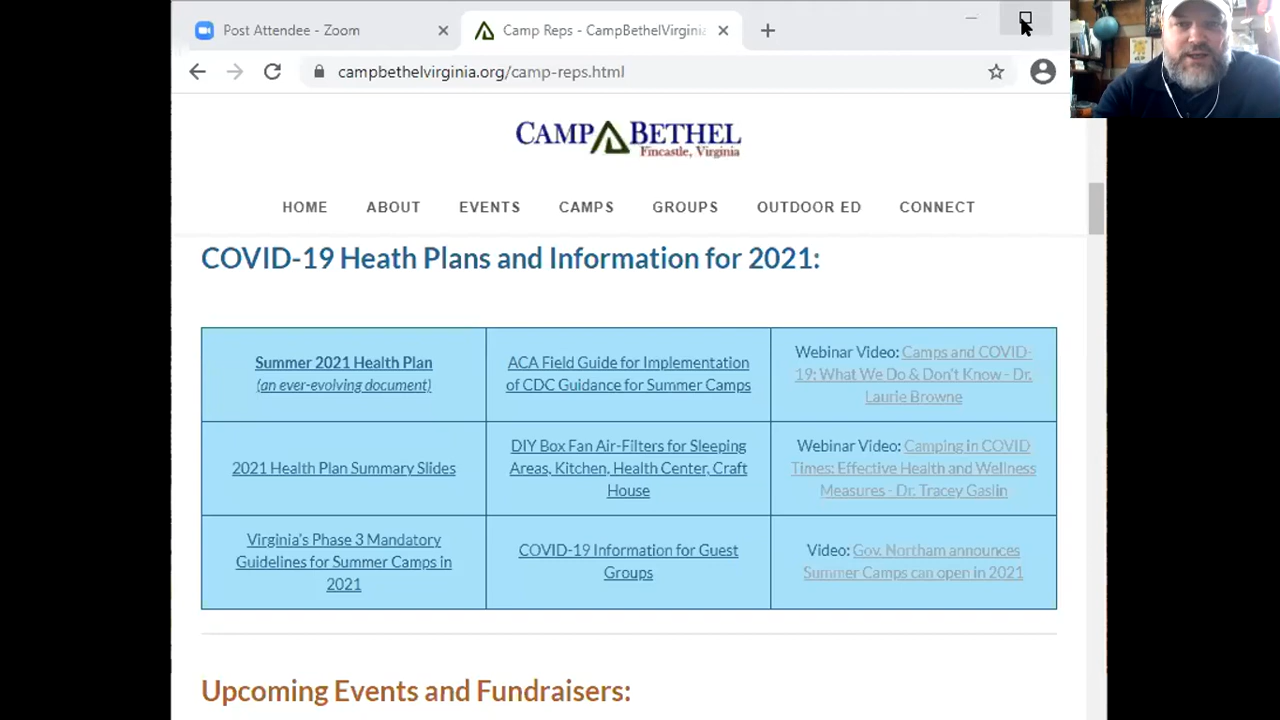 Post Attendee - Zoom
Camp Reps - CampBethelVirginia
campbethelvirginia.org/camp-reps.html
CAMP BETHEL
Fincastle, Virginia
HOME ABOUT EVENTS CAMPS GROUPS OUTDOOR ED CONNECT
COVID-19 Heath Plans and Information for 2021:
Summer 2021 Health Plan
(an ever-evolving document)
ACA Field Guide for Implementation
of CDC Guidance for Summer Camps
Webinar Video: Camps and COVID-
19: What We Do & Don't Know - Dr.
Laurie Browne
2021 Health Plan Summary Slides
DIY Box Fan Air-Filters for Sleeping
Areas, Kitchen, Health Center, Craft
House
Webinar Video: Camping in COVID
Times: Effective Health and Wellness
Measures - Dr. Tracey Gaslin
Virginia's Phase 3 Mandatory
Guidelines for Summer Camps in
2021
COVID-19 Information for Guest
Groups
Video: Gov. Northam announces
Summer Camps can open in 2021
Upcoming Events and Fundraisers: